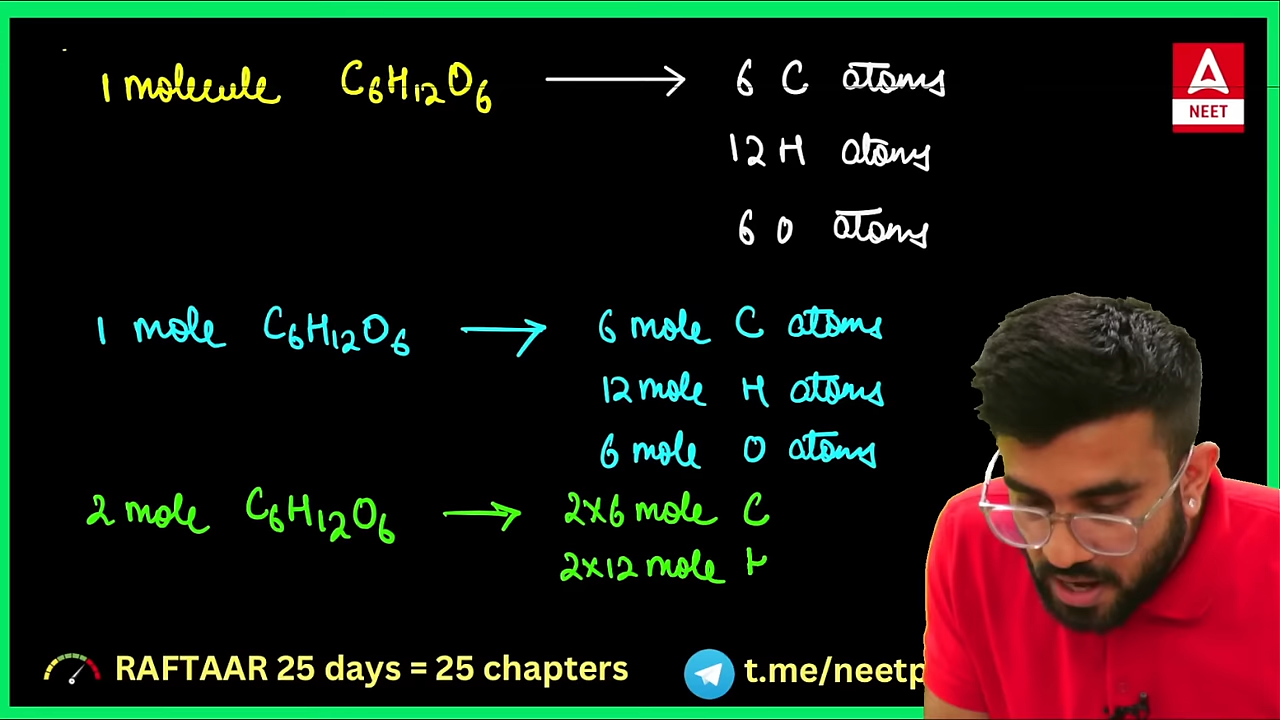 1 molecule C₆H₁₂O₆ → 6 C atoms
12 H atoms
6 O atoms
NEET
1 mole C₆H₁₂O₆ → 6 mole C atoms
12 mole H atoms
6 mole O atoms
2 mole C₆H₁₂O₆ → 2×6 mole C
2×12 mole H
RAFTAAR 25 days = 25 chapters
t.me/neetp